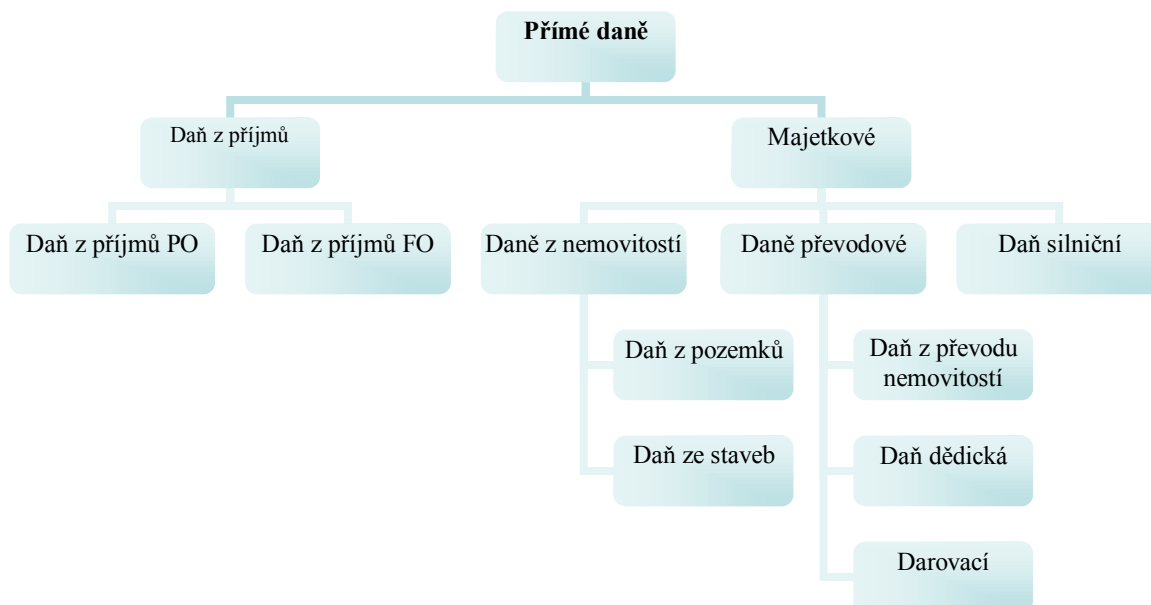 Přímé daně
Daň z příjmů
Majetkové
Daň z příjmů PO
Daň z příjmů FO
Daně z nemovitostí
Daně převodové
Daň silniční
Daň z pozemků
Daň z převodu
nemovitostí
Daň ze staveb
Daň dědická
Darovací